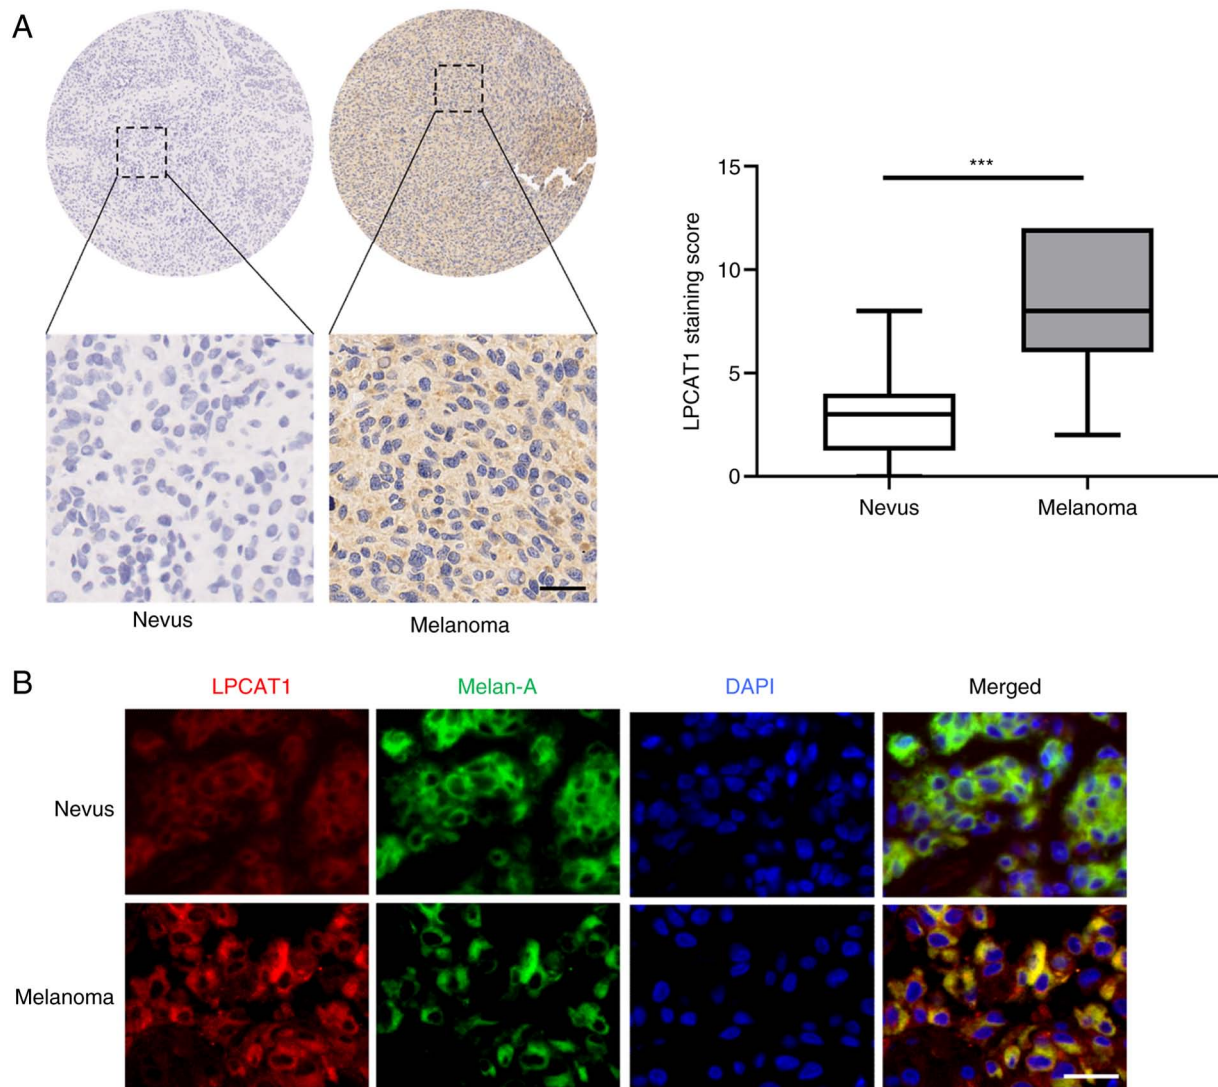 A
Nevus
Melanoma
LPCAT1 staining score
15
10
5
0
***
Nevus
Melanoma
B
LPCAT1
Melan-A
DAPI
Merged
Nevus
Melanoma